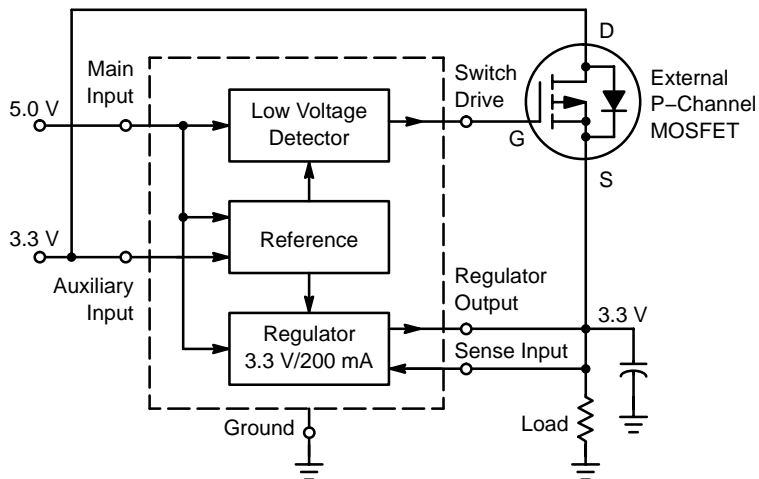 D
Main
Input
Switch
Drive
External
P–Channel
MOSFET
5.0 V
Low Voltage
Detector
G
S
3.3 V
Reference
Auxiliary
Input
Regulator
Output
3.3 V
Regulator
3.3 V/200 mA
Sense Input
Ground
Load